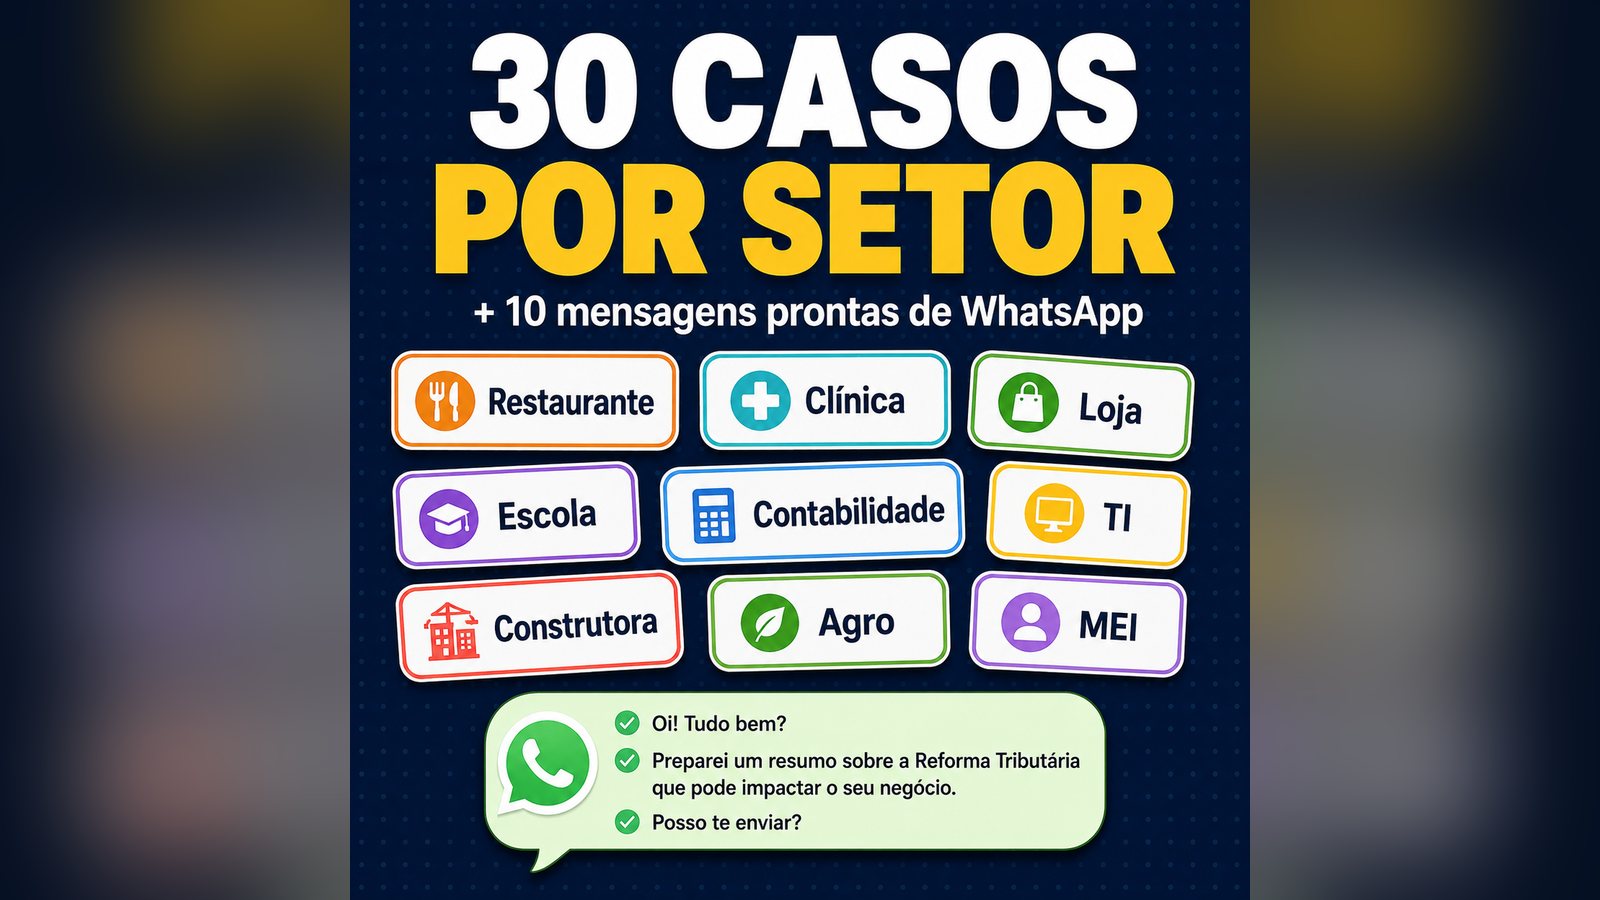 30 CASOS
POR SETOR
+ 10 mensagens prontas de WhatsApp
Restaurante
Clínica
Loja
Escola
Contabilidade
TI
Construtora
Agro
MEI
Oi! Tudo bem?
Preparei um resumo sobre a Reforma Tributária
que pode impactar o seu negócio.
Posso te enviar?